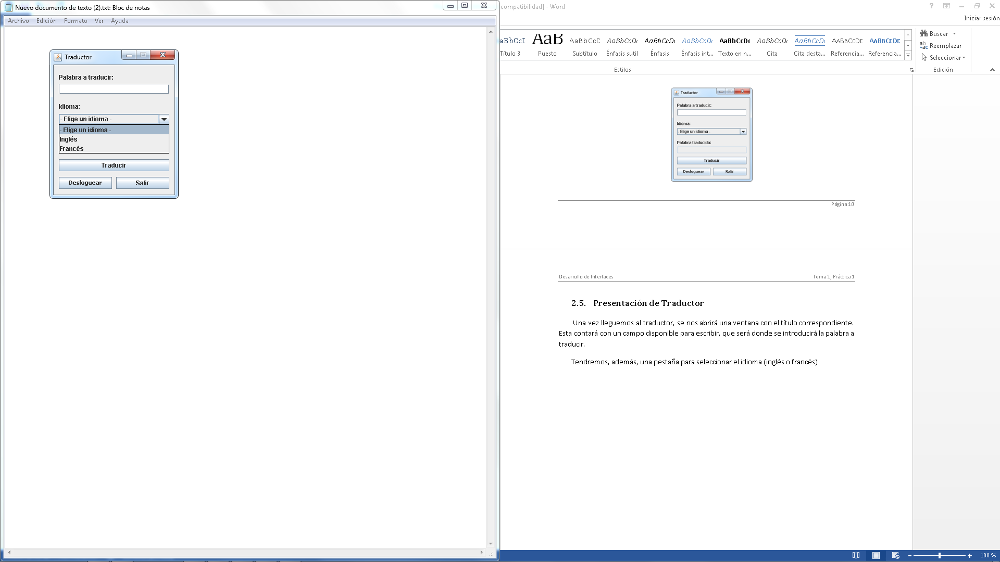 Nuevo documento de texto (2).txt: Bloc de notas
Archivo Edición Formato Ver Ayuda
Traductor
Palabra a traducir:
Idioma:
- Elige un idioma -
- Elige un idioma -
Inglés
Francés
Traducir
Desloguear Salir
compatibilidad] - Word
?
Iniciar sesión
aBbCcI AaB AaBbCcD AaBbCcDc AaBbCcDc AaBbCcDc AaBbCcDc AaBbCcDc AaBbCcDc AABBCCDE AABBCCDE
Título 3 Puesto Subtítulo Énfasis sutil Énfasis Énfasis int... Texto en n... Cita Cita desta... Referencia... Referencia...
Estilos
Buscar
Reemplazar
Seleccionar
Edición
Traductor
Palabra a traducir:
Idioma:
- Elige un idioma -
Palabra traducida:
Traducir
Desloguear Salir
Página 10
Desarrollo de Interfaces Tema 1, Práctica 1
2.5. Presentación de Traductor
Una vez lleguemos al traductor, se nos abrirá una ventana con el título correspondiente.
Esta contará con un campo disponible para escribir, que será donde se introducirá la palabra a
traducir.
Tendremos, además, una pestaña para seleccionar el idioma (inglés o francés)
100 %